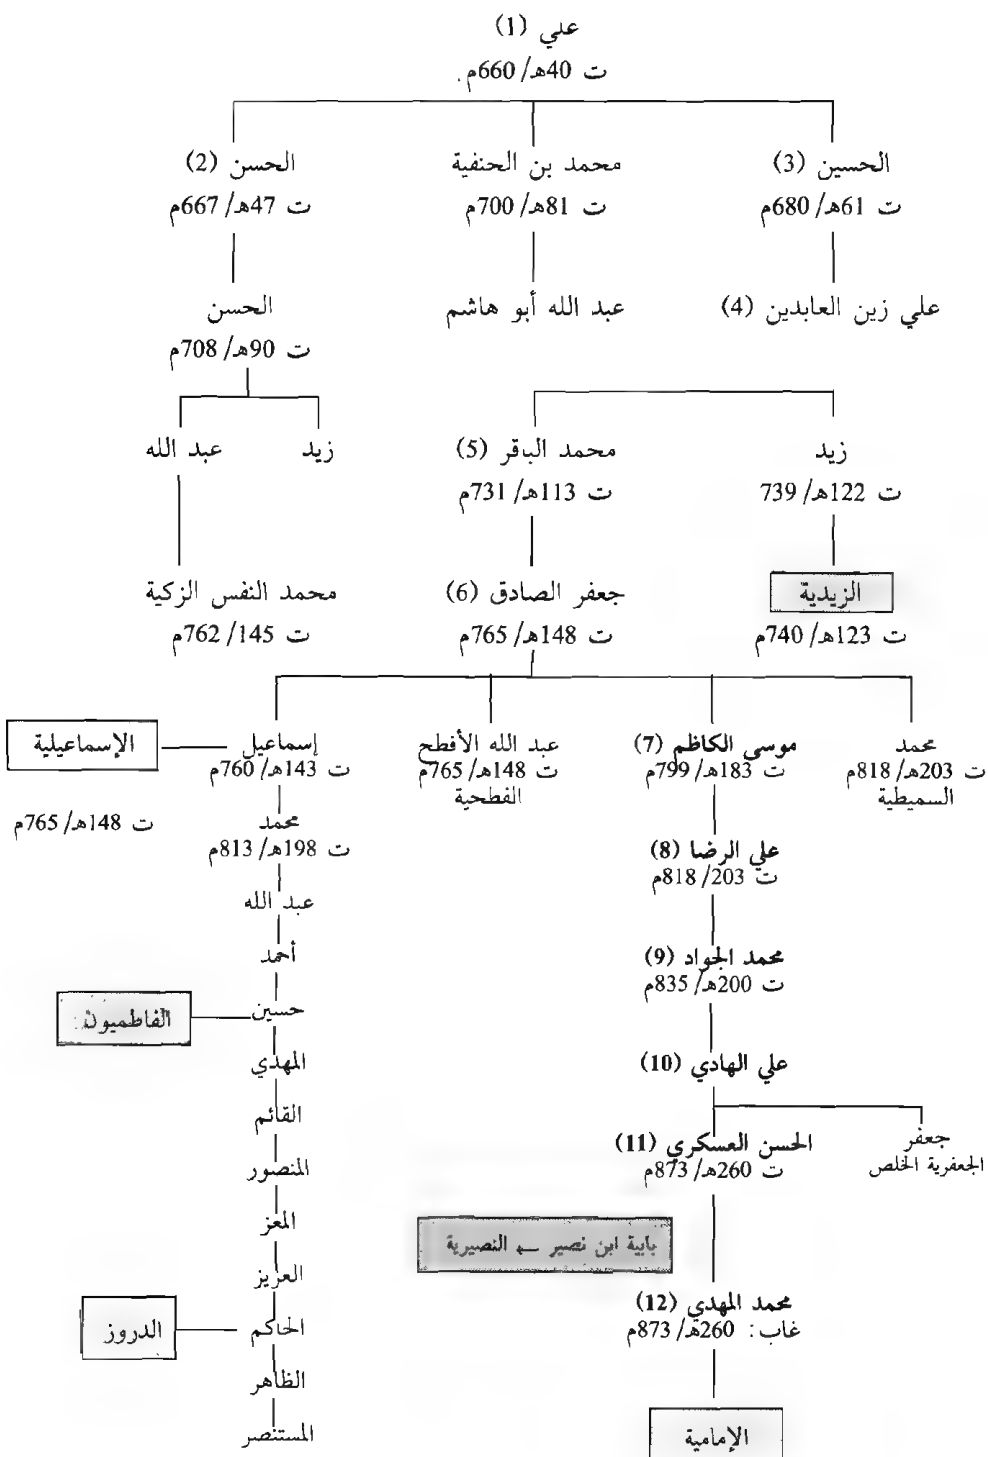 علي (1)
ت 40هـ/660م.
الحسين (3)
محمد بن الحنفية
الحسن (2)
ت 61هـ/680م
ت 81هـ/700م
ت 47هـ/667م
علي زين العابدين (4)
عبد الله أبو هاشم
الحسن
ت 90هـ/708م
زيد
محمد الباقر (5)
زيد
عبد الله
ت 122هـ/739
ت 113هـ/731م
الزيدية
جعفر الصادق (6)
محمد النفس الزكية
ت 123هـ/740م
ت 148هـ/765م
ت 145/762م
محمد
موسى الكاظم (7)
عبد الله الأفطح
إسماعيل
الإسماعيلية
ت 203هـ/818م
ت 183هـ/799م
ت 148هـ/765م
ت 143هـ/760م
السميطية
الفطحية
محمد
ت 148هـ/765م
ت 198هـ/813م
علي الرضا (8)
ت 203/818م
عبد الله
محمد الجواد (9)
أحمد
ت 200هـ/835م
حسين
الفاطميون
علي الهادي (10)
المهدي
القائم
جعفر
الحسن العسكري (11)
الجعفرية الخلص
ت 260هـ/873م
المنصور
المعز
بابية ابن نصير ← النصيرية
العزيز
محمد المهدي (12)
الحاكم
الدروز
غاب: 260هـ/873م
الظاهر
الإمامية
المستنصر